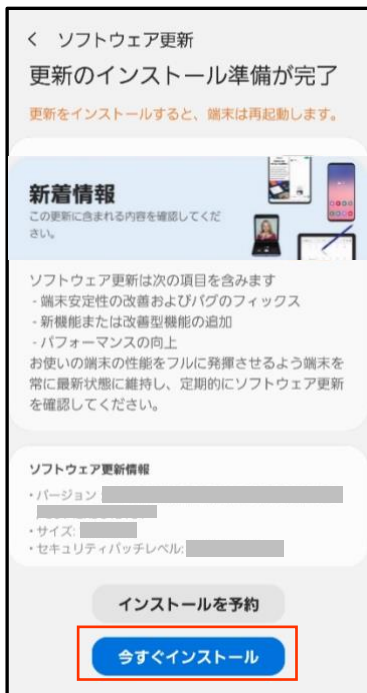 < ソフトウェア更新
更新のインストール準備が完了
更新をインストールすると、端末は再起動します。
新着情報
この更新に含まれる内容を確認してくだ
さい。
ソフトウェア更新は次の項目を含みます
- 端末安定性の改善およびバグのフィックス
- 新機能または改善型機能の追加
- パフォーマンスの向上
お使いの端末の性能をフルに発揮させるよう端末を
常に最新状態に維持し、定期的にソフトウェア更新
を確認してください。
ソフトウェア更新情報
・バージョン:
・サイズ:
・セキュリティパッチレベル:
インストールを予約
今すぐインストール